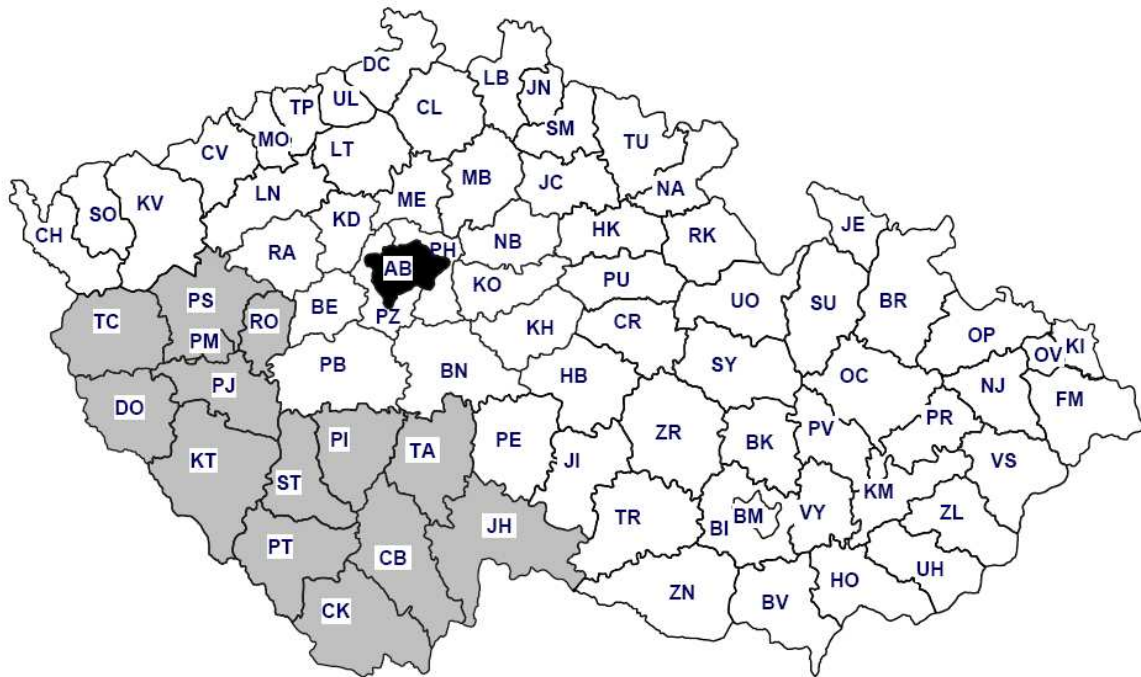 DC
LB
JN
TP
UL
CL
MO
SM
CV
LT
TU
MB
JC
LN
ME
NA
SO
KV
KD
CH
HK
RK
JE
RA
NB
PH
AB
KO
PU
UO
SU
BR
PS
BE
TC
RO
PZ
KH
CR
OP
PM
KI
OV
PB
BN
SY
PJ
HB
OC
NJ
FM
DO
PR
PI
TA
PE
ZR
BK
PV
KT
JI
VS
ST
KM
JH
TR
BI
BM
VY
ZL
PT
CB
UH
ZN
HO
BV
CK